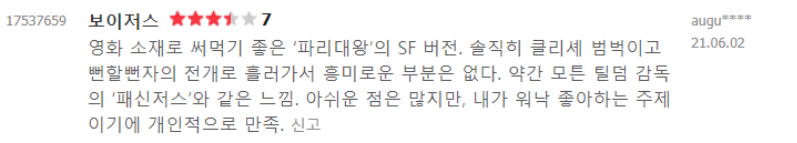 17537659 보이저스 7 augu****
영화 소재로 써먹기 좋은 ‘파리대왕’의 SF 버전. 솔직히 클리셰 범벅이고 21.06.02
뻔할뻔자의 전개로 흘러가서 흥미로운 부분은 없다. 약간 모튼 틸덤 감독
의 ‘패신저스’와 같은 느낌. 아쉬운 점은 많지만, 내가 워낙 좋아하는 주제
이기에 개인적으로 만족. 신고